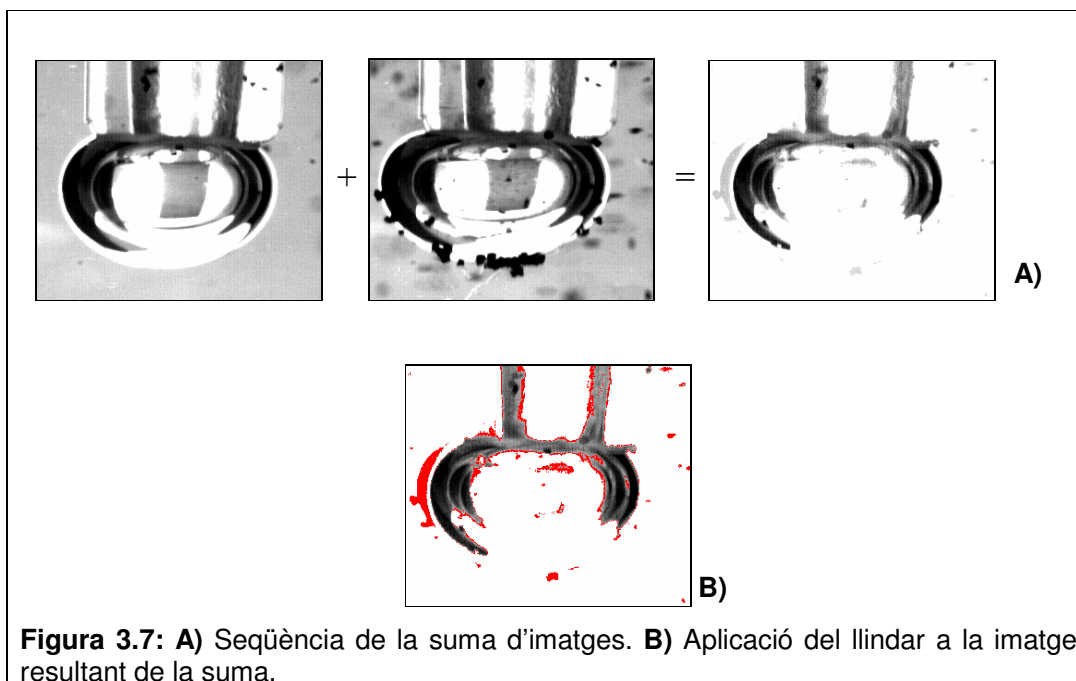 + =
A)
B)
Figura 3.7: A) Seqüència de la suma d’imatges. B) Aplicació del llindar a la imatge
resultant de la suma.